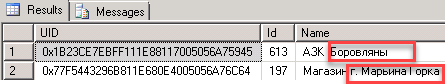 Results Messages
UID Id Name
1 0x1B23CE7EBFF111E88117005056A75945 613 АЗК Боровляны
2 0x77F5443296B811E680E4005056A76C64 197 Магазин г. Марьина Горка